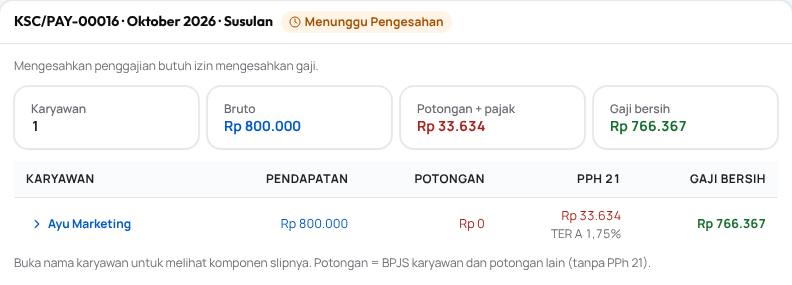 KSC/PAY-00016 · Oktober 2026 · Susulan Menunggu Pengesahan
Mengesahkan penggajian butuh izin mengesahkan gaji.
Karyawan Bruto Potongan + pajak Gaji bersih
1 Rp 800.000 Rp 33.634 Rp 766.367
KARYAWAN PENDAPATAN POTONGAN PPH 21 GAJI BERSIH
Ayu Marketing Rp 800.000 Rp 0 Rp 33.634 Rp 766.367
TER A 1,75%
Buka nama karyawan untuk melihat komponen slipnya. Potongan = BPJS karyawan dan potongan lain (tanpa PPh 21).